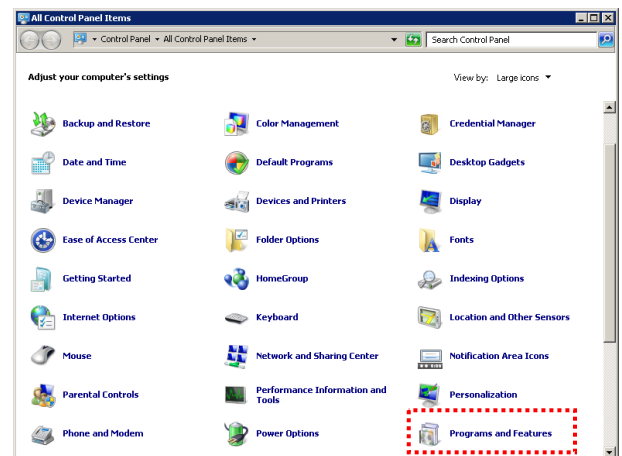 All Control Panel Items
Control Panel All Control Panel Items Search Control Panel
Adjust your computer's settings View by: Large icons
Backup and Restore Color Management Credential Manager
Date and Time Default Programs Desktop Gadgets
Device Manager Devices and Printers Display
Ease of Access Center Folder Options Fonts
Getting Started HomeGroup Indexing Options
Internet Options Keyboard Location and Other Sensors
Mouse Network and Sharing Center Notification Area Icons
Parental Controls Performance Information and Personalization
Tools
Phone and Modem Power Options Programs and Features